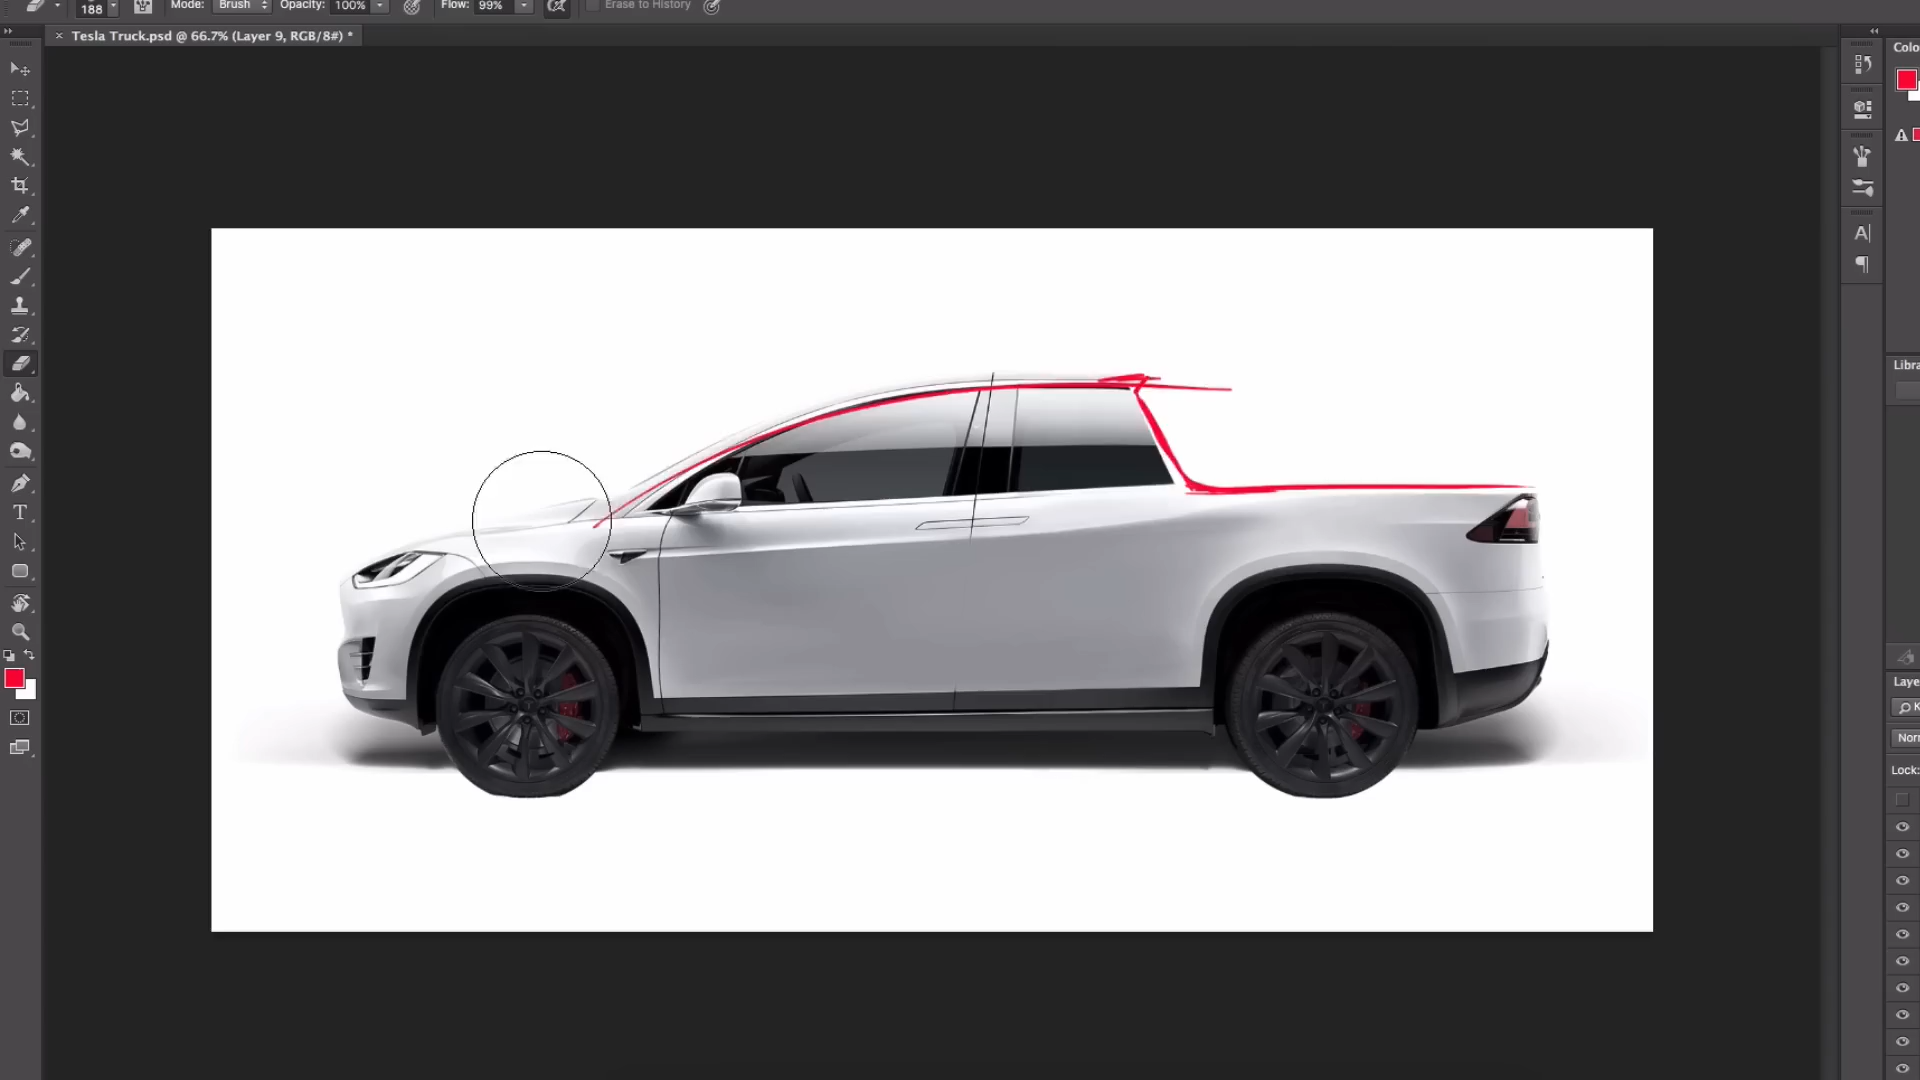 188 Mode: Brush Opacity: 100% Flow: 99% Erase to History
× Tesla Truck.psd @ 66.7% (Layer 9, RGB/8#) *
Colo
A|
Libra
T
Laye
K
Norm
Lock: